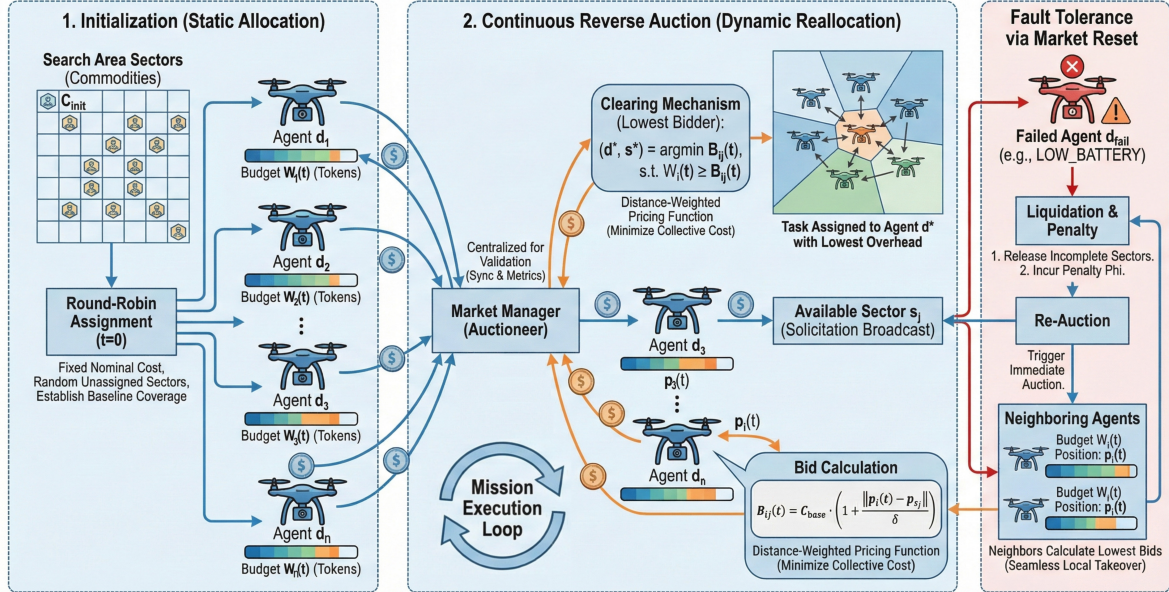 1. Initialization (Static Allocation)
Search Area Sectors
(Commodities)
C_init
Round-Robin
Assignment
(t=0)
Fixed Nominal Cost,
Random Unassigned Sectors,
Establish Baseline Coverage
Agent d_1
Budget W_1(t) (Tokens)
$
Agent d_2
Budget W_2(t) (Tokens)
$
⋮
Agent d_3
Budget W_3(t) (Tokens)
$
$
$
Agent d_n
Budget W_n(t) (Tokens)
2. Continuous Reverse Auction (Dynamic Reallocation)
Centralized for
Validation
(Sync & Metrics)
Market Manager
(Auctioneer)
Mission
Execution
Loop
$
$
Clearing Mechanism
(Lowest Bidder):
(d*, s*) = argmin B_ij(t),
s.t. W_i(t) ≥ B_ij(t)
Distance-Weighted
Pricing Function
(Minimize Collective Cost)
Task Assigned to Agent d*
with Lowest Overhead
$
$
Agent d_3
p_3(t)
⋮
Available Sector s_j
(Solicitation Broadcast)
$
$
$
p_i(t)
Agent d_n
Bid Calculation
B_ij(t) = C_base · (1 + ‖p_i(t) − p_sj‖ / δ)
Distance-Weighted Pricing Function
(Minimize Collective Cost)
Fault Tolerance
via Market Reset
Failed Agent d_fail
(e.g., LOW_BATTERY)
Liquidation &
Penalty
1. Release Incomplete Sectors.
2. Incur Penalty Phi.
Re-Auction
Trigger
Immediate
Auction.
Neighboring Agents
Budget W_i(t)
Position: p_i(t)
Budget W_i(t)
Position: p_i(t)
Neighbors Calculate Lowest Bids
(Seamless Local Takeover)